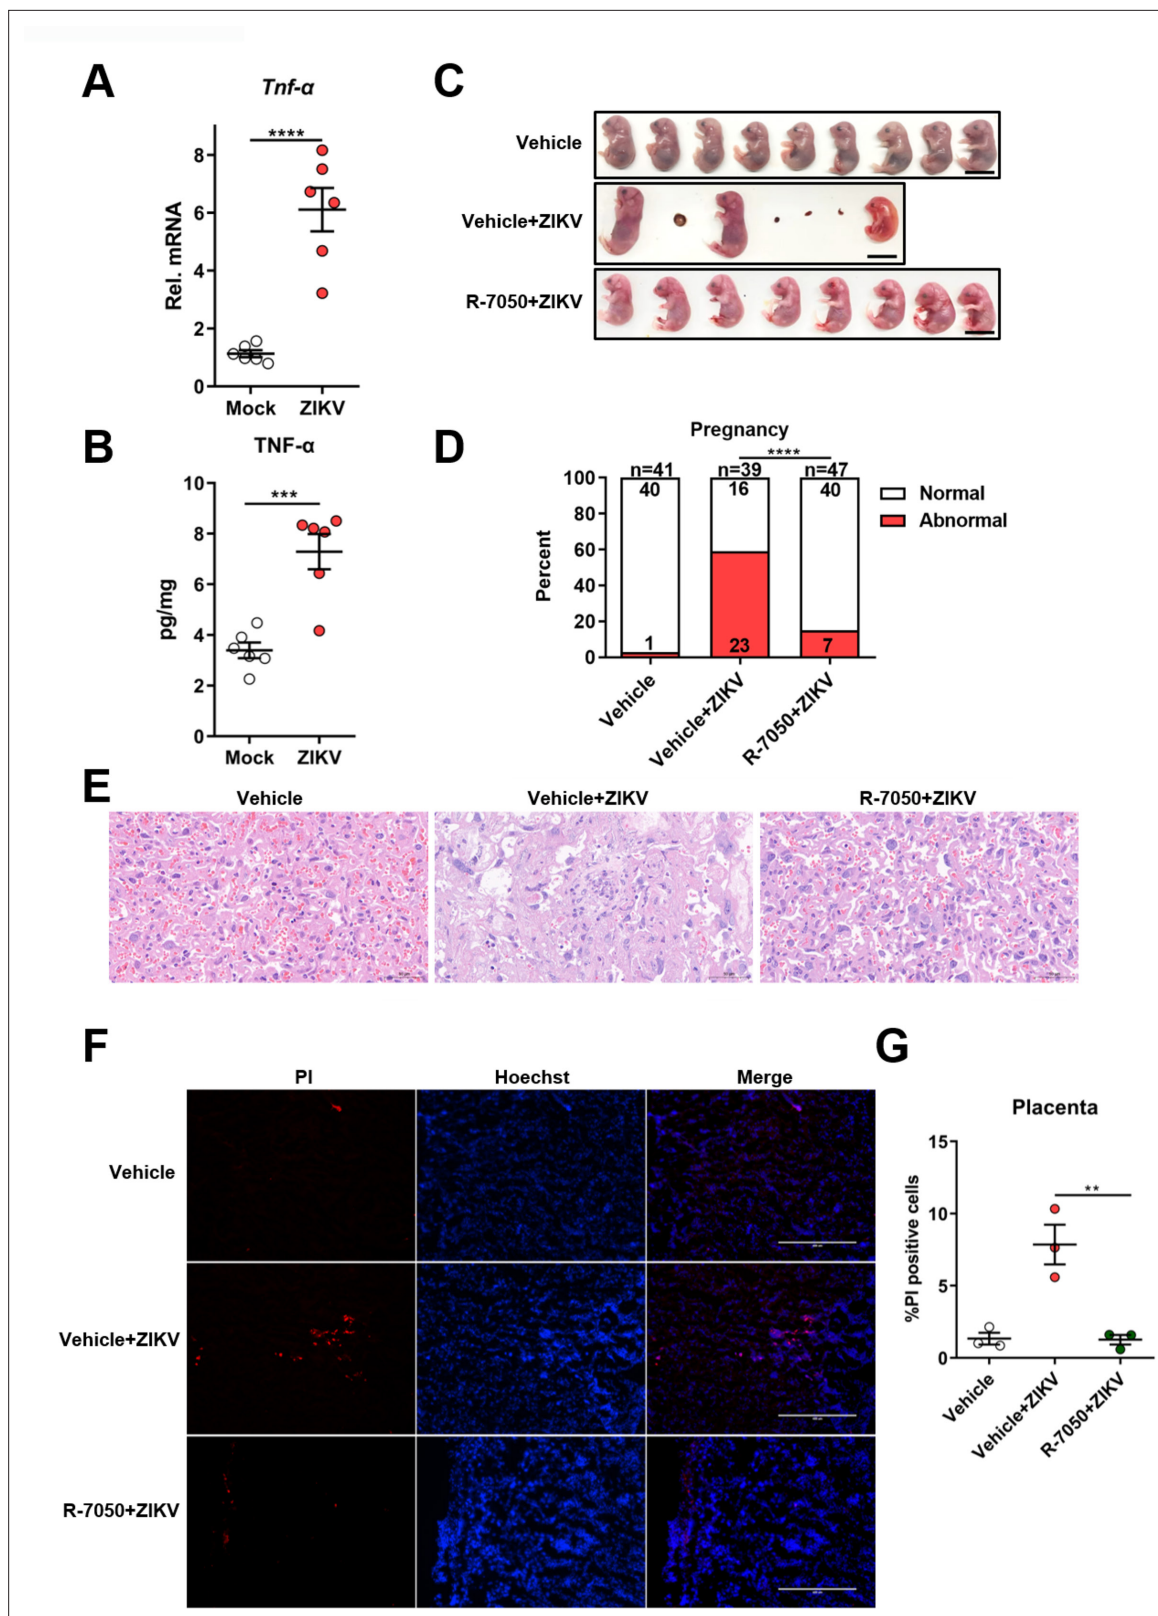 A
Tnf-α
****
Rel. mRNA
8
6
4
2
0
Mock
ZIKV
B
TNF-α
***
pg/mg
10
8
6
4
2
0
Mock
ZIKV
C
Vehicle
Vehicle+ZIKV
R-7050+ZIKV
D
Pregnancy
****
n=41
n=39
n=47
40
16
40
1
23
7
Percent
100
80
60
40
20
0
Vehicle
Vehicle+ZIKV
R-7050+ZIKV
Normal
Abnormal
E
Vehicle
Vehicle+ZIKV
R-7050+ZIKV
F
PI
Hoechst
Merge
Vehicle
Vehicle+ZIKV
R-7050+ZIKV
G
Placenta
**
%PI positive cells
15
10
5
0
Vehicle
Vehicle+ZIKV
R-7050+ZIKV